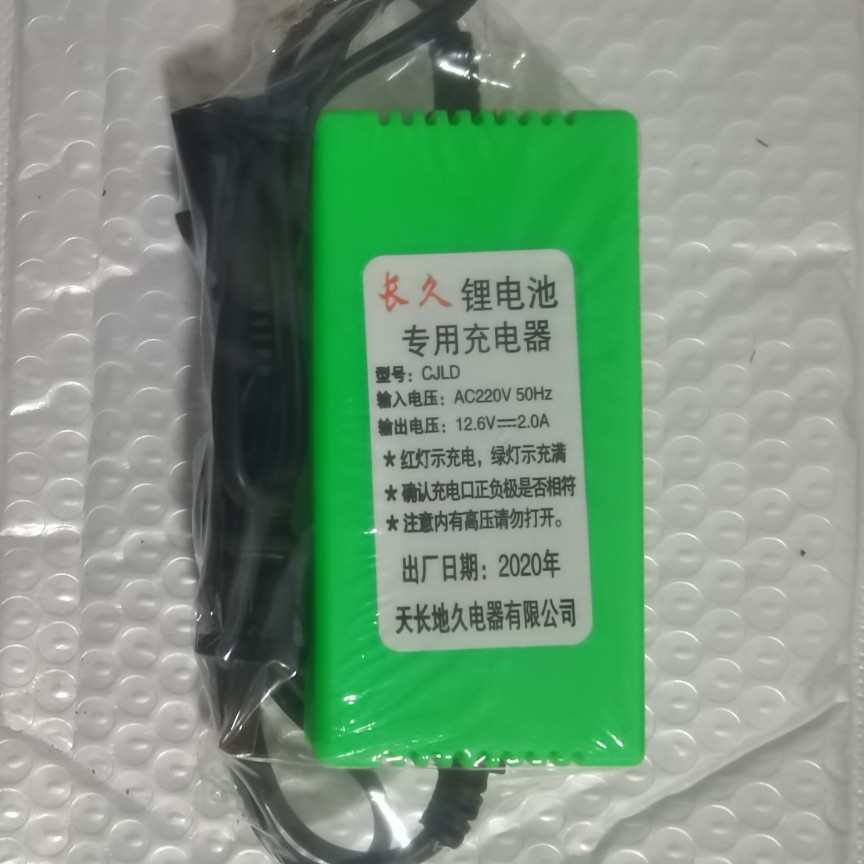 长久 锂电池
专用充电器
型号：CJLD
输入电压：AC220V 50Hz
输出电压：12.6V⎓2.0A
★红灯示充电，绿灯示充满
★确认充电口正负极是否相符
★注意内有高压请勿打开。
出厂日期：2020年
天长地久电器有限公司